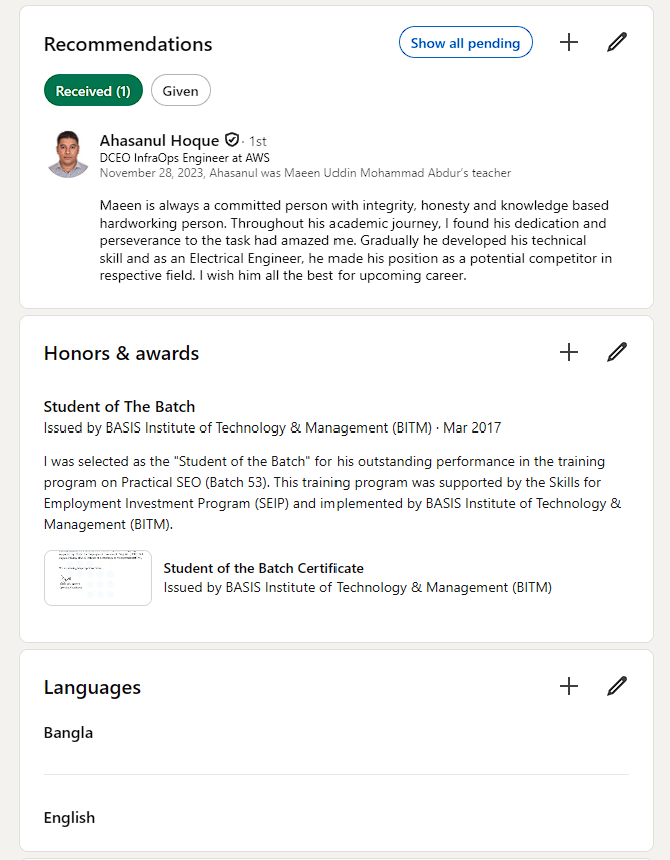 Recommendations
Show all pending
Received (1)
Given
Ahasanul Hoque · 1st
DCEO InfraOps Engineer at AWS
November 28, 2023, Ahasanul was Maeen Uddin Mohammad Abdur's teacher
Maeen is always a committed person with integrity, honesty and knowledge based
hardworking person. Throughout his academic journey, I found his dedication and
perseverance to the task had amazed me. Gradually he developed his technical
skill and as an Electrical Engineer, he made his position as a potential competitor in
respective field. I wish him all the best for upcoming career.
Honors & awards
Student of The Batch
Issued by BASIS Institute of Technology & Management (BITM) · Mar 2017
I was selected as the "Student of the Batch" for his outstanding performance in the training
program on Practical SEO (Batch 53). This training program was supported by the Skills for
Employment Investment Program (SEIP) and implemented by BASIS Institute of Technology &
Management (BITM).
Student of the Batch Certificate
Issued by BASIS Institute of Technology & Management (BITM)
Languages
Bangla
English